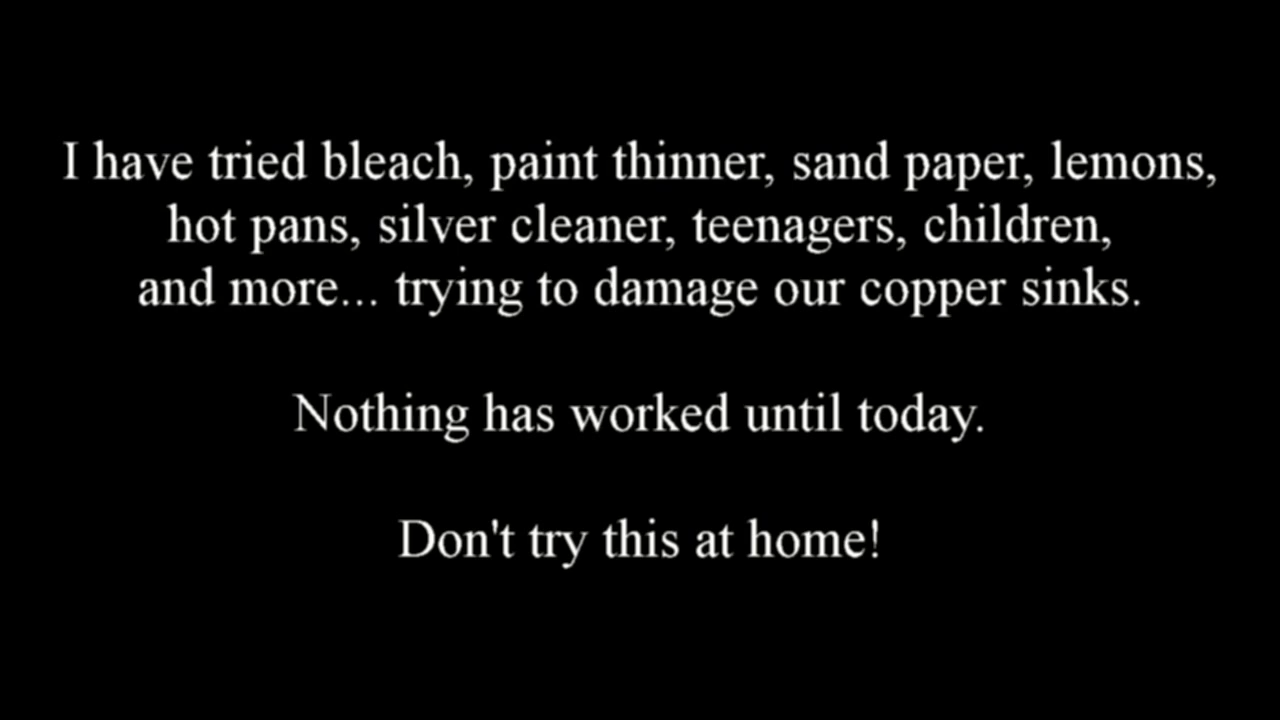 I have tried bleach, paint thinner, sand paper, lemons,
hot pans, silver cleaner, teenagers, children,
and more... trying to damage our copper sinks.
Nothing has worked until today.
Don't try this at home!